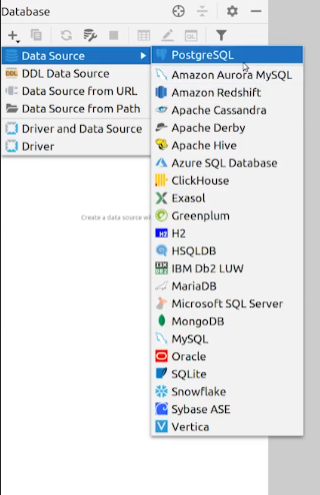 Database
Data Source
DDL Data Source
Data Source from URL
Data Source from Path
Driver and Data Source
Driver
Create a data source wi
PostgreSQL
Amazon Aurora MySQL
Amazon Redshift
Apache Cassandra
Apache Derby
Apache Hive
Azure SQL Database
ClickHouse
Exasol
Greenplum
H2
HSQLDB
IBM Db2 LUW
MariaDB
Microsoft SQL Server
MongoDB
MySQL
Oracle
SQLite
Snowflake
Sybase ASE
Vertica